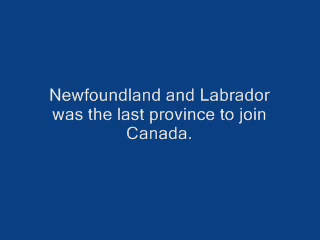 Newfoundland and Labrador
was the last province to join
Canada.